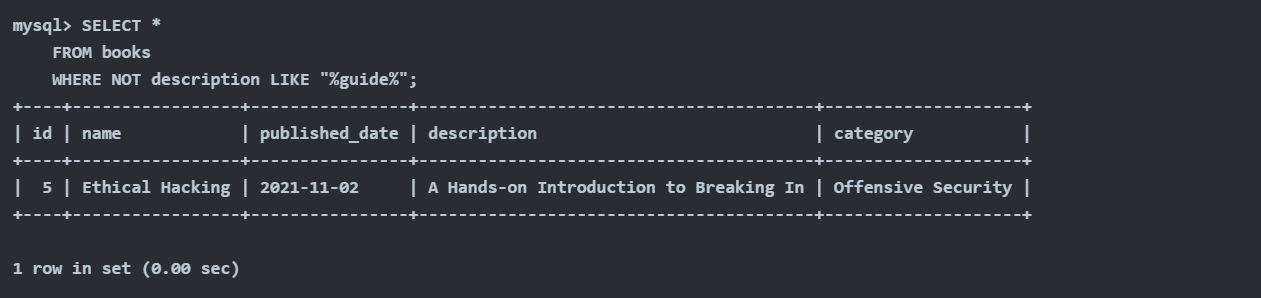 mysql> SELECT *
    FROM books
    WHERE NOT description LIKE "%guide%";
+----+-----------------+----------------+----------------------------------------+--------------------+
| id | name            | published_date | description                            | category           |
+----+-----------------+----------------+----------------------------------------+--------------------+
|  5 | Ethical Hacking | 2021-11-02     | A Hands-on Introduction to Breaking In | Offensive Security |
+----+-----------------+----------------+----------------------------------------+--------------------+

1 row in set (0.00 sec)